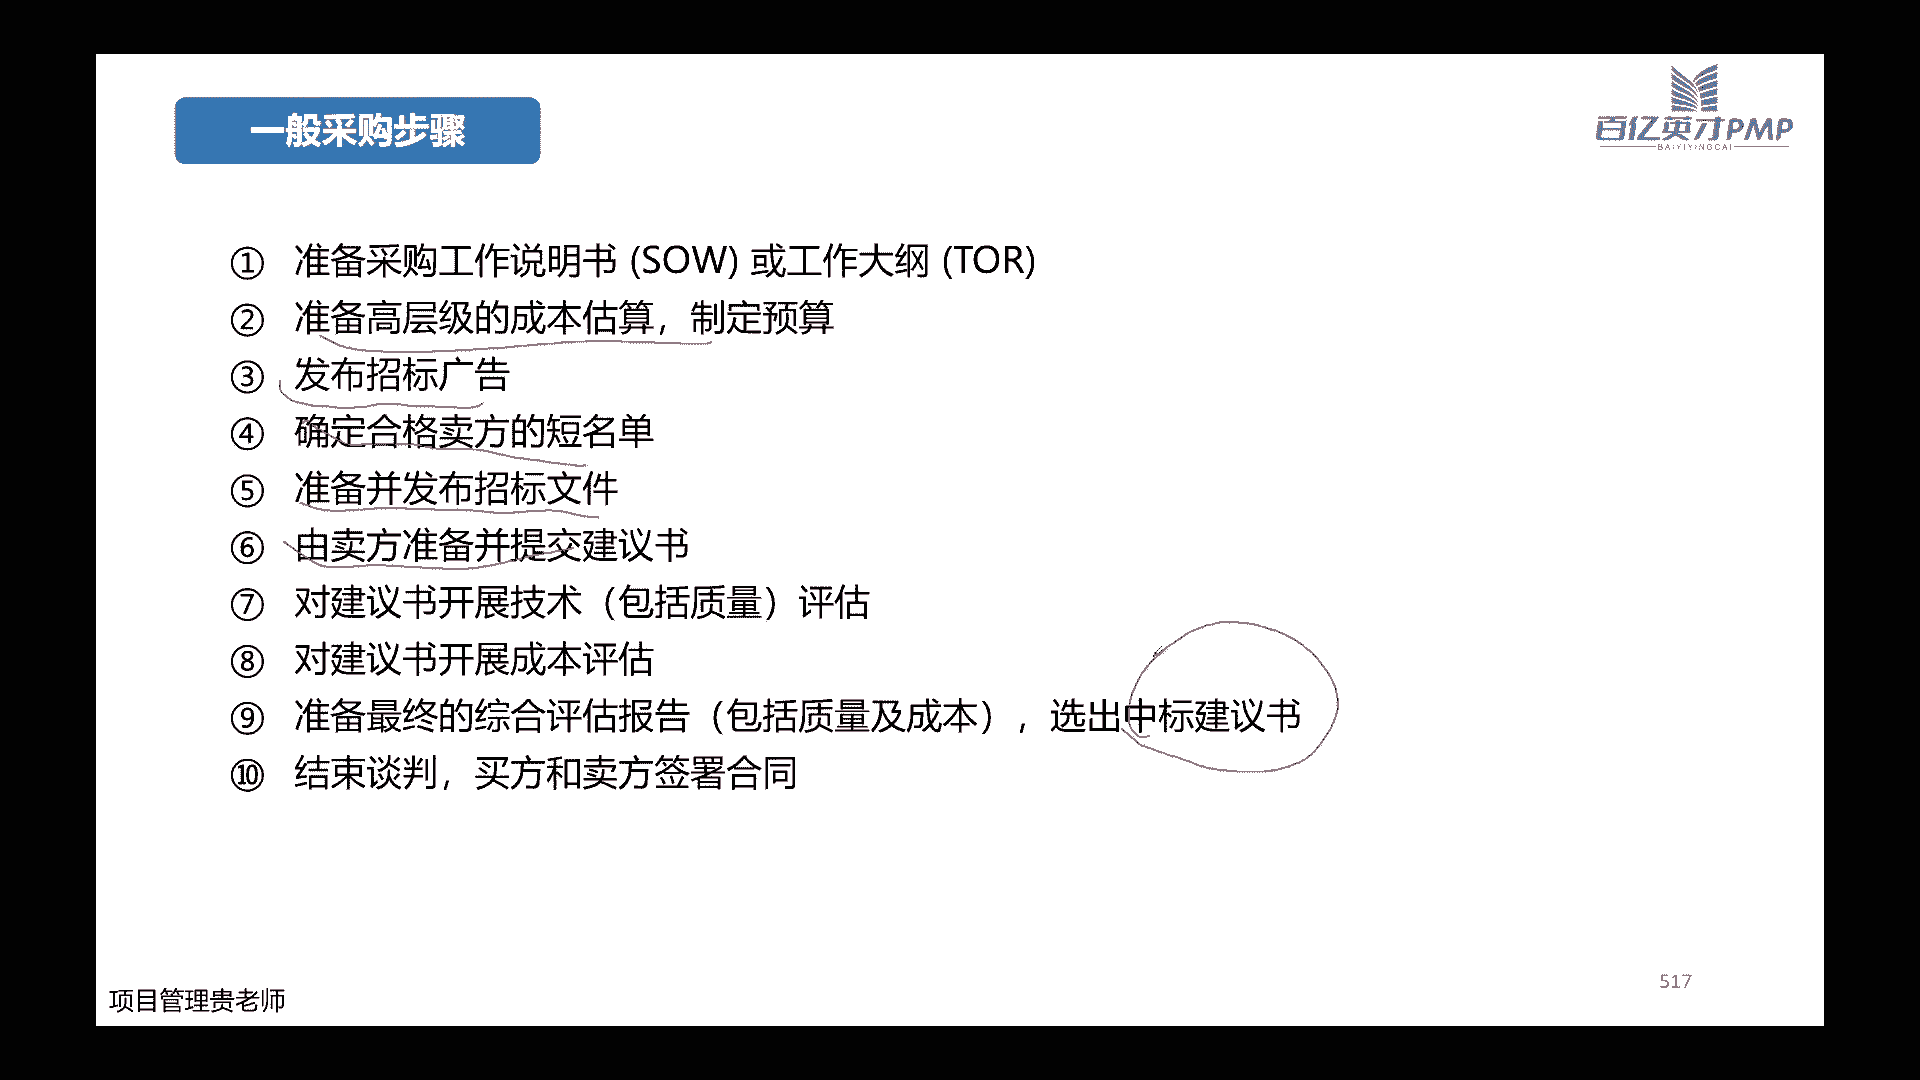 一般采购步骤
百亿英才PMP
BAIYIYINGCAI
① 准备采购工作说明书 (SOW) 或工作大纲 (TOR)
② 准备高层级的成本估算，制定预算
③ 发布招标广告
④ 确定合格卖方的短名单
⑤ 准备并发布招标文件
⑥ 由卖方准备并提交建议书
⑦ 对建议书开展技术（包括质量）评估
⑧ 对建议书开展成本评估
⑨ 准备最终的综合评估报告（包括质量及成本），选出中标建议书
⑩ 结束谈判，买方和卖方签署合同
517
项目管理贵老师